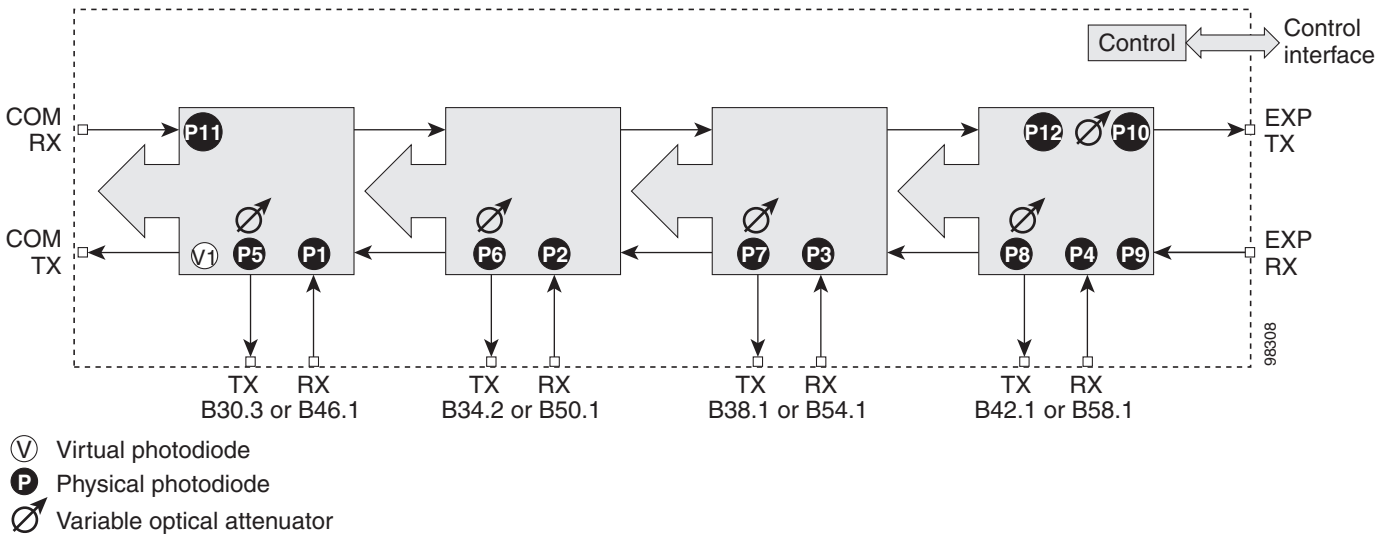 Control
Control
interface
COM
RX
P11
P12
P10
EXP
TX
COM
TX
V1
P5
P1
P6
P2
P7
P3
P8
P4
P9
EXP
RX
98308
TX RX
B30.3 or B46.1
TX RX
B34.2 or B50.1
TX RX
B38.1 or B54.1
TX RX
B42.1 or B58.1
V Virtual photodiode
P Physical photodiode
Variable optical attenuator